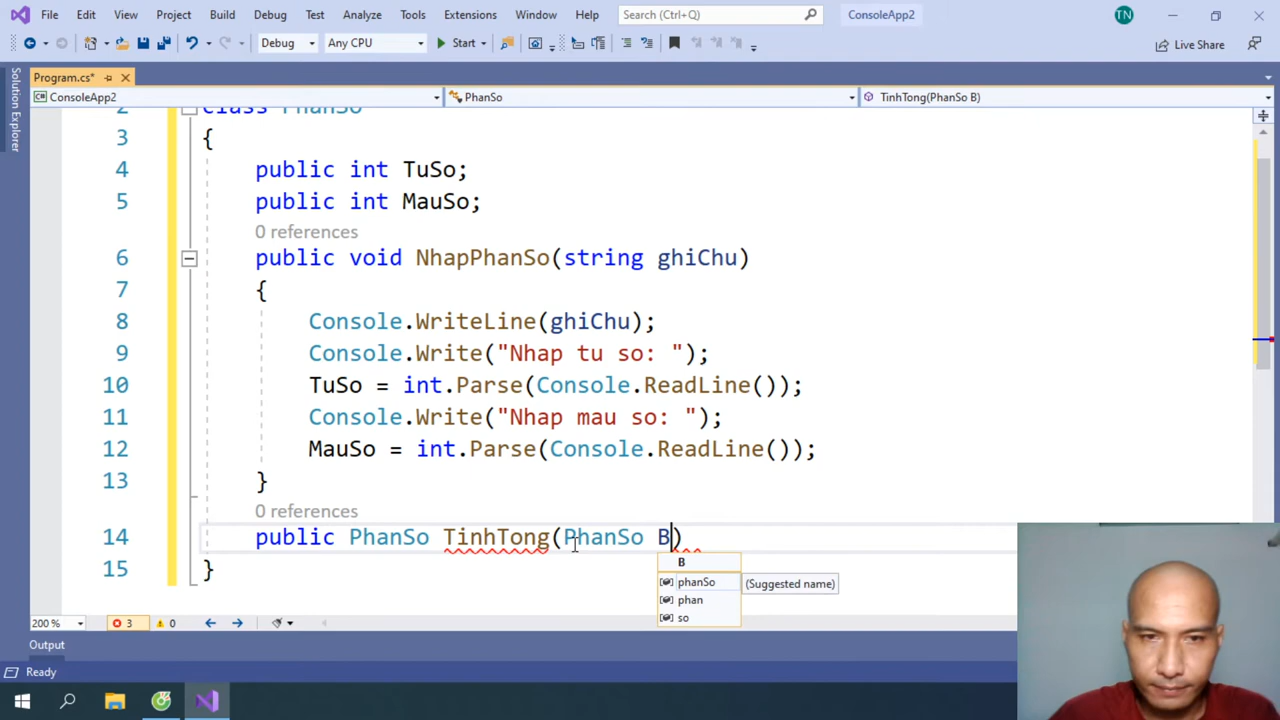 File Edit View Git Project Build Debug Test Analyze Tools Extensions Window Help Search (Ctrl+Q) ConsoleApp2 TN
Debug Any CPU Start Live Share
Program.cs*
Solution Explorer
ConsoleApp2 PhanSo TinhTong(PhanSo B)
2 class PhanSo
3 {
4 public int TuSo;
5 public int MauSo;
0 references
6 public void NhapPhanSo(string ghiChu)
7 {
8 Console.WriteLine(ghiChu);
9 Console.Write("Nhap tu so: ");
10 TuSo = int.Parse(Console.ReadLine());
11 Console.Write("Nhap mau so: ");
12 MauSo = int.Parse(Console.ReadLine());
13 }
0 references
14 public PhanSo TinhTong(PhanSo B)
B
15 }
phanSo (Suggested name)
phan
so
200 % 3 0
Output
Ready